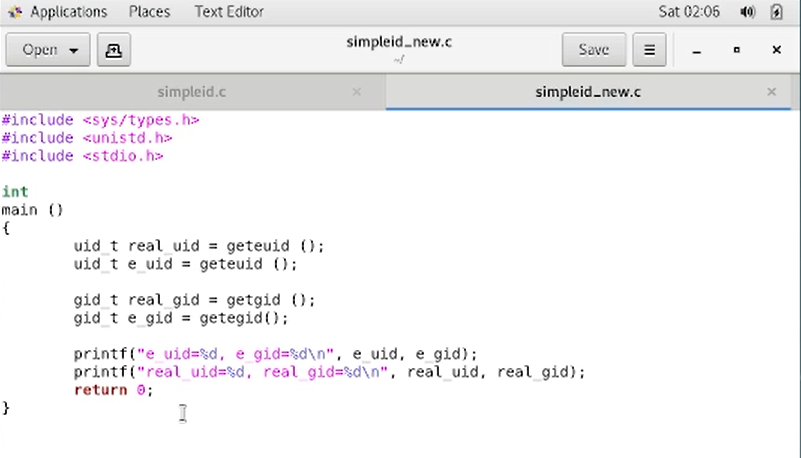 Applications Places Text Editor Sat 02:06
Open simpleid_new.c Save
~/
simpleid.c simpleid_new.c
#include <sys/types.h>
#include <unistd.h>
#include <stdio.h>
int
main ()
{
uid_t real_uid = geteuid ();
uid_t e_uid = geteuid ();
gid_t real_gid = getgid ();
gid_t e_gid = getegid();
printf("e_uid=%d, e_gid=%d\n", e_uid, e_gid);
printf("real_uid=%d, real_gid=%d\n", real_uid, real_gid);
return 0;
}